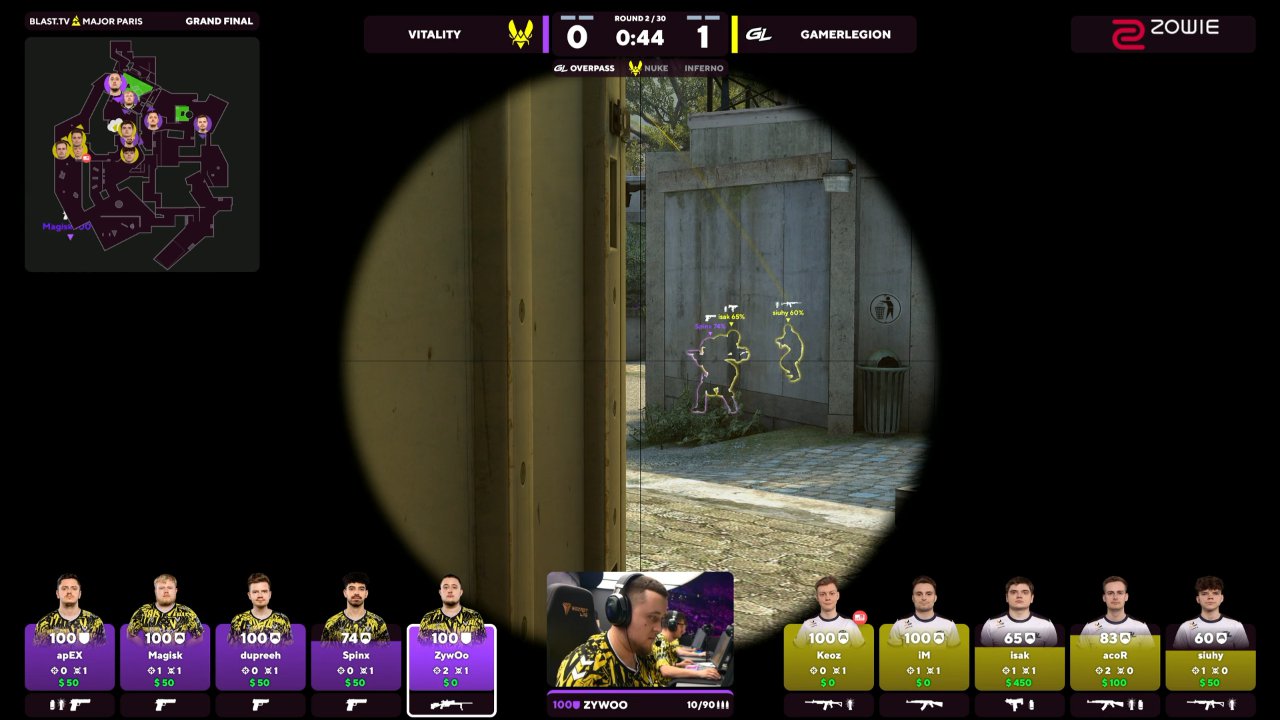 BLAST.TV MAJOR PARIS GRAND FINAL
VITALITY
0
ROUND 2 / 30
0:44
1
GL
GAMERLEGION
ZOWIE
GL OVERPASS
NUKE
INFERNO
isak 65%
siuhy 60%
Spinx 74%
100 apEX
0 1
$50
100 Magisk
1 1
$50
100 dupreeh
0 1
$50
74 Spinx
0 1
$50
100 ZywOo
2 1
$0
100 ZYWOO 10/90
100 Keoz
0 1
$0
100 iM
1 1
$0
65 isak
1 1
$450
83 acoR
2 0
$100
60 siuhy
1 0
$50